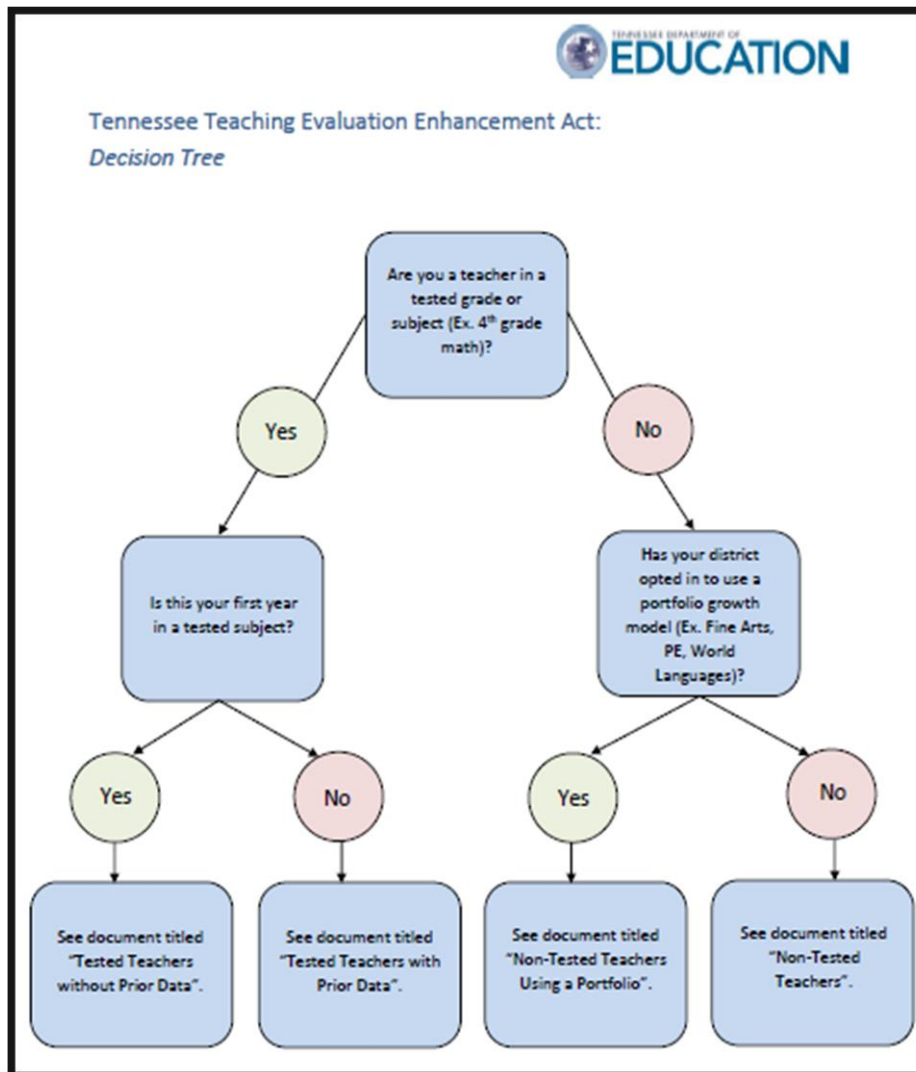 TENNESSEE DEPARTMENT OF
EDUCATION
Tennessee Teaching Evaluation Enhancement Act:
Decision Tree
Are you a teacher in a
tested grade or
subject (Ex. 4th grade
math)?
Yes
No
Is this your first year
in a tested subject?
Has your district
opted in to use a
portfolio growth
model (Ex. Fine Arts,
PE, World
Languages)?
Yes
No
Yes
No
See document titled
“Tested Teachers
without Prior Data”.
See document titled
“Tested Teachers with
Prior Data”.
See document titled
“Non-Tested Teachers
Using a Portfolio”.
See document titled
“Non-Tested
Teachers”.